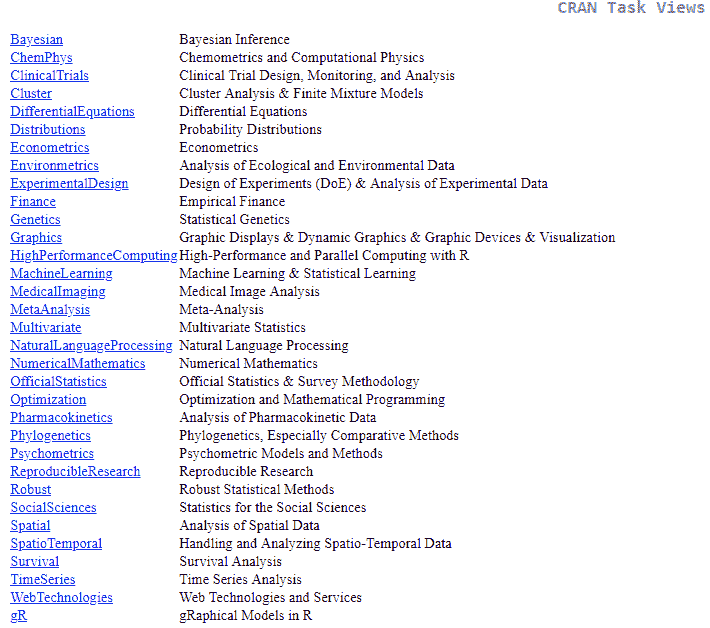 CRAN Task Views
Bayesian Bayesian Inference
ChemPhys Chemometrics and Computational Physics
ClinicalTrials Clinical Trial Design, Monitoring, and Analysis
Cluster Cluster Analysis & Finite Mixture Models
DifferentialEquations Differential Equations
Distributions Probability Distributions
Econometrics Econometrics
Environmetrics Analysis of Ecological and Environmental Data
ExperimentalDesign Design of Experiments (DoE) & Analysis of Experimental Data
Finance Empirical Finance
Genetics Statistical Genetics
Graphics Graphic Displays & Dynamic Graphics & Graphic Devices & Visualization
HighPerformanceComputing High-Performance and Parallel Computing with R
MachineLearning Machine Learning & Statistical Learning
MedicalImaging Medical Image Analysis
MetaAnalysis Meta-Analysis
Multivariate Multivariate Statistics
NaturalLanguageProcessing Natural Language Processing
NumericalMathematics Numerical Mathematics
OfficialStatistics Official Statistics & Survey Methodology
Optimization Optimization and Mathematical Programming
Pharmacokinetics Analysis of Pharmacokinetic Data
Phylogenetics Phylogenetics, Especially Comparative Methods
Psychometrics Psychometric Models and Methods
ReproducibleResearch Reproducible Research
Robust Robust Statistical Methods
SocialSciences Statistics for the Social Sciences
Spatial Analysis of Spatial Data
SpatioTemporal Handling and Analyzing Spatio-Temporal Data
Survival Survival Analysis
TimeSeries Time Series Analysis
WebTechnologies Web Technologies and Services
gR gRaphical Models in R